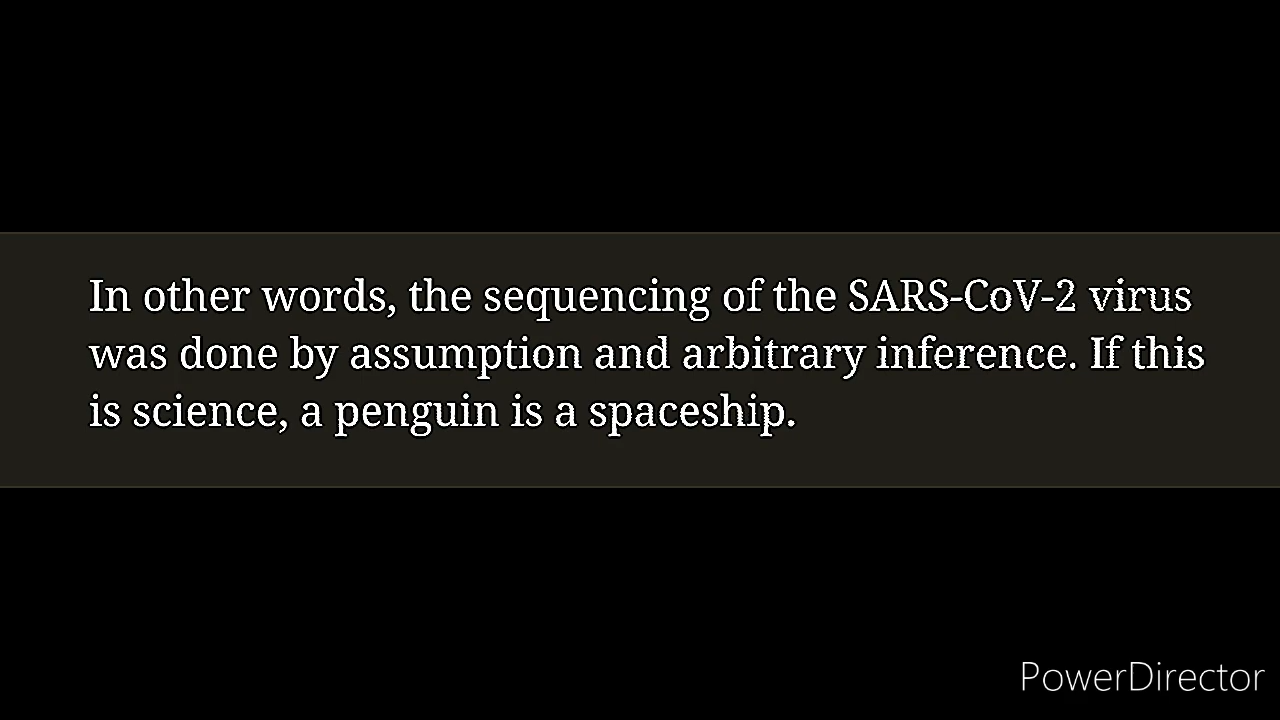 In other words, the sequencing of the SARS-CoV-2 virus
was done by assumption and arbitrary inference. If this
is science, a penguin is a spaceship.
PowerDirector